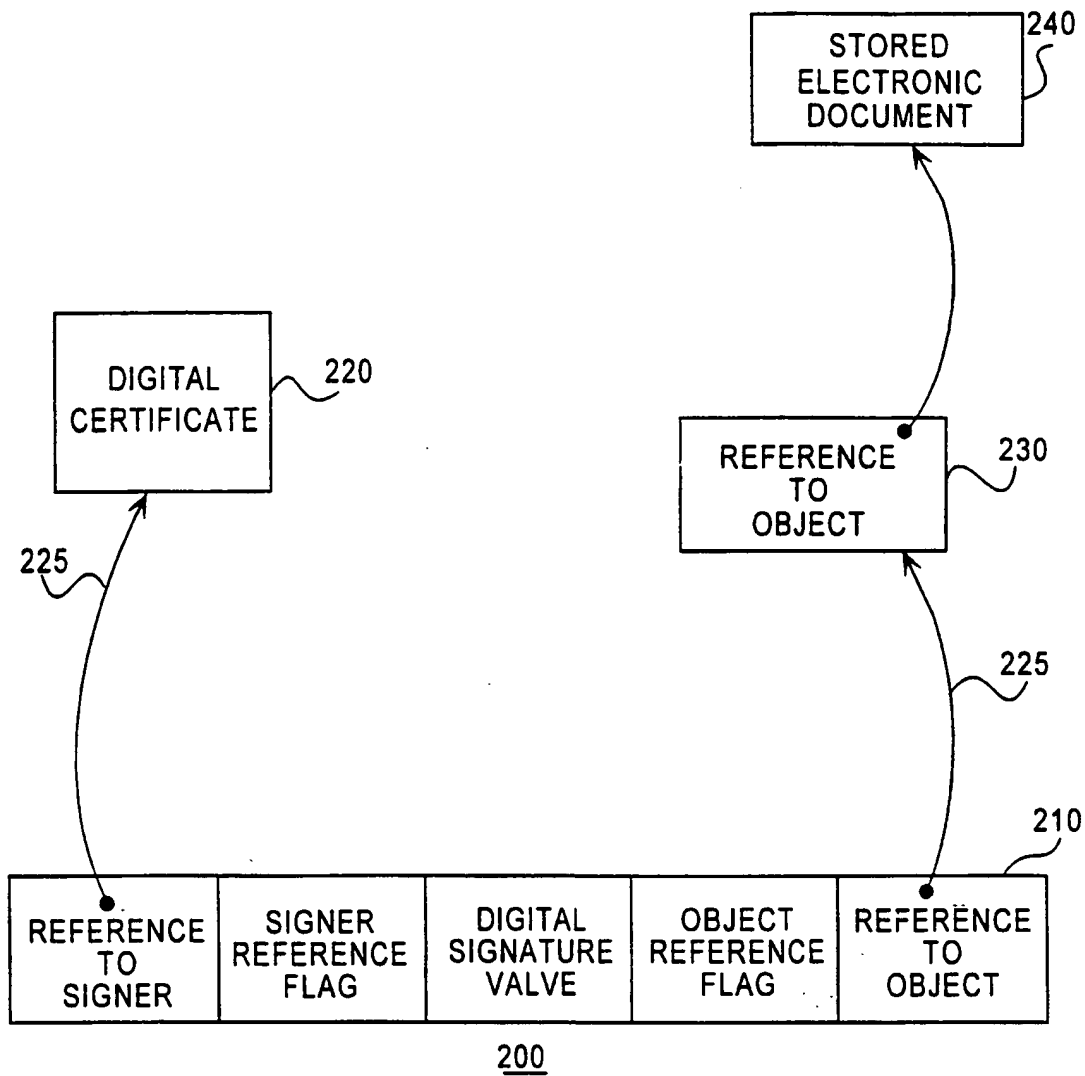 240
STORED
ELECTRONIC
DOCUMENT
DIGITAL
CERTIFICATE
220
REFERENCE
TO
OBJECT
230
225
225
210
REFERENCE
TO
SIGNER
SIGNER
REFERENCE
FLAG
DIGITAL
SIGNATURE
VALVE
OBJECT
REFERENCE
FLAG
REFERENCE
TO
OBJECT
200